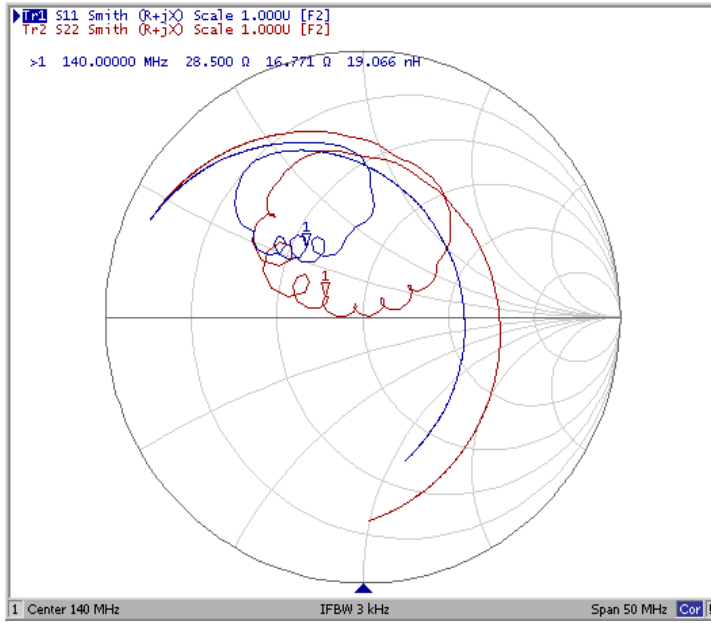 Tr1 S11 Smith (R+jX) Scale 1.000U [F2]
Tr2 S22 Smith (R+jX) Scale 1.000U [F2]
>1 140.00000 MHz 28.500 Ω 16.771 Ω 19.066 nH
1
1
1 Center 140 MHz IFBW 3 kHz Span 50 MHz Cor !